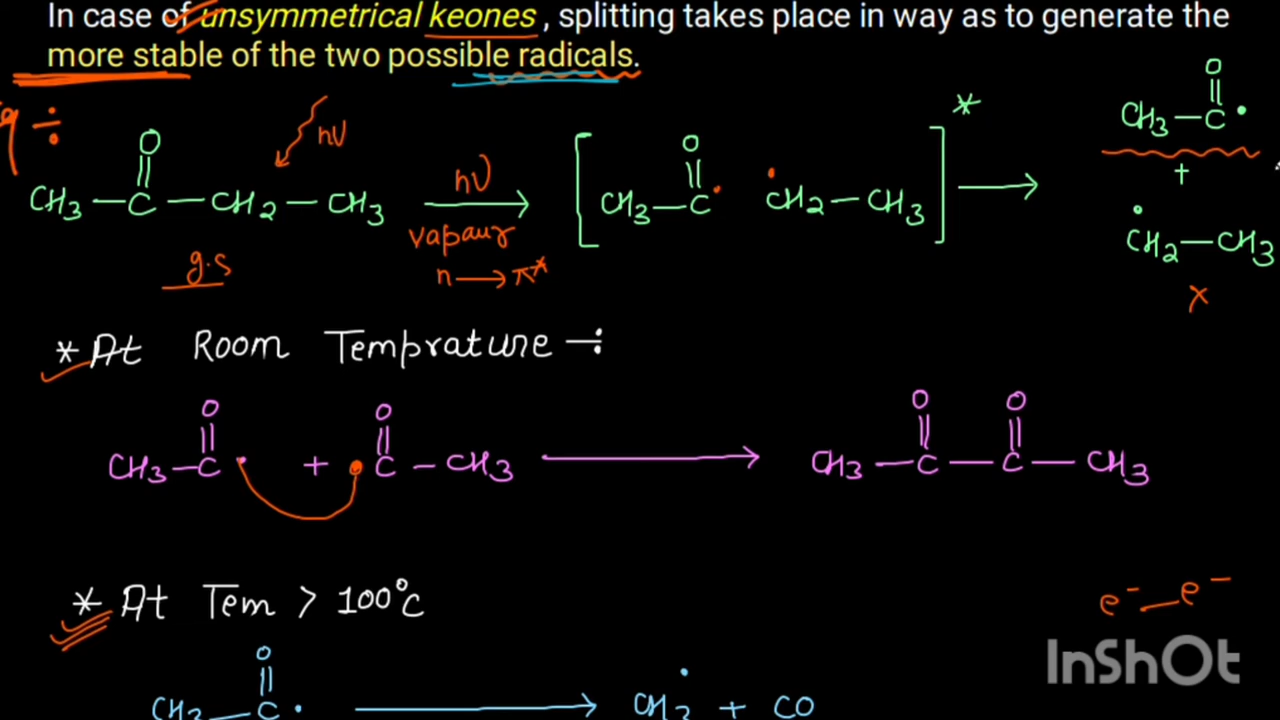 In case of unsymmetrical keones , splitting takes place in way as to generate the
more stable of the two possible radicals.
hν
O O O
|| || ||
CH3 — C — CH2 — CH3 hν [ CH3 — C• •CH2 — CH3 ]* → CH3 — C•
+
vapour •CH2 — CH3
g.s n → π* x
* At Room Temprature ÷
O O O O
|| || || ||
CH3 — C• + •C — CH3 → CH3 — C — C — CH3
* At Tem > 100°C
e⁻ — e⁻
InShOt
O
||
CH3 — C• → •CH3 + CO